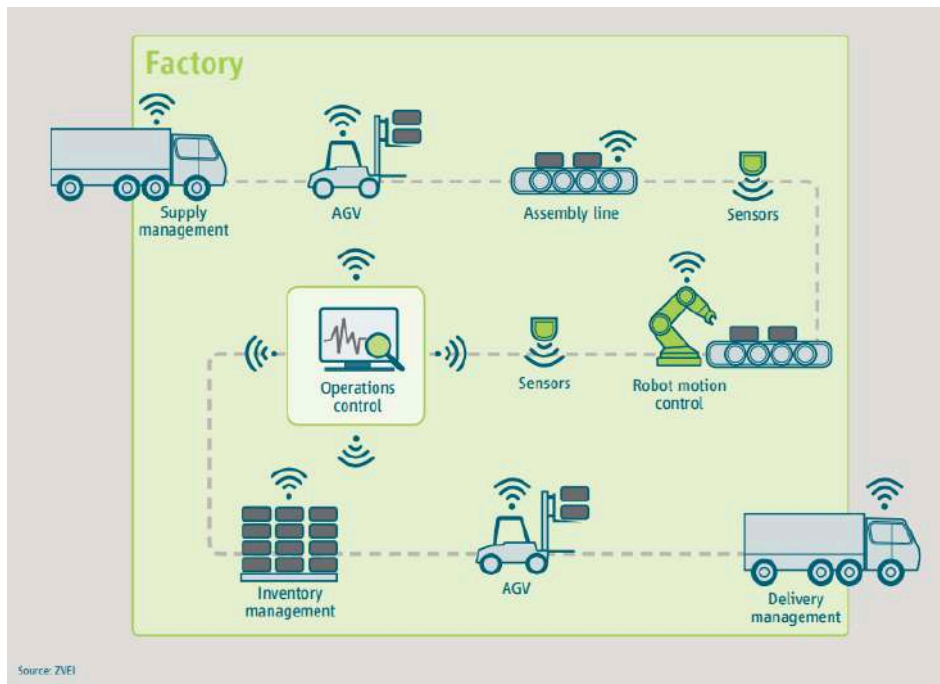 Factory
Supply
management
AGV
Assembly line
Sensors
Operations
control
Sensors
Robot motion
control
Inventory
management
AGV
Delivery
management
Source: ZVEI